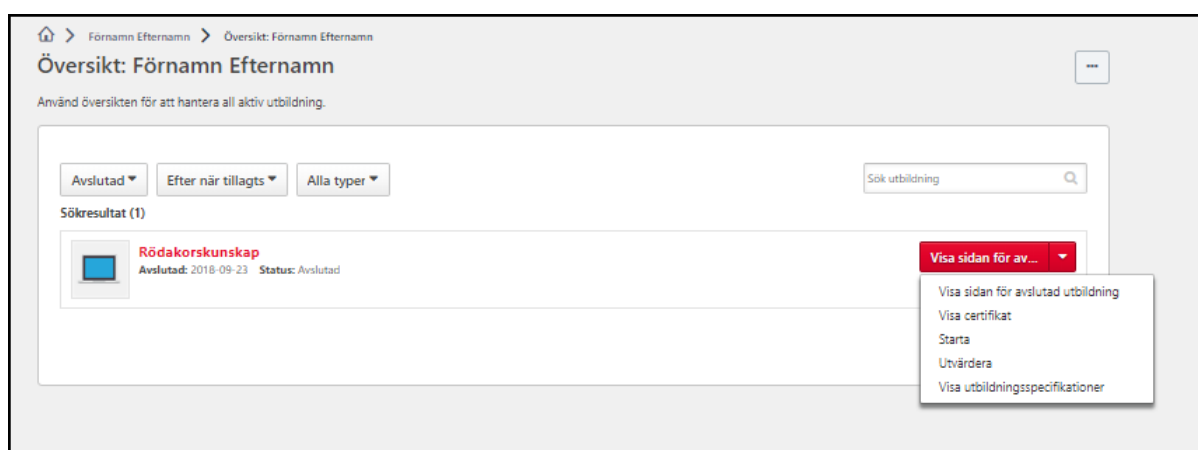 Förnamn Efternamn Översikt: Förnamn Efternamn
Översikt: Förnamn Efternamn
Använd översikten för att hantera all aktiv utbildning.
Avslutad Efter när tillagts Alla typer Sök utbildning
Sökresultat (1)
Rödakorskunskap
Avslutad: 2018-09-23 Status: Avslutad
Visa sidan för av...
Visa sidan för avslutad utbildning
Visa certifikat
Starta
Utvärdera
Visa utbildningsspecifikationer